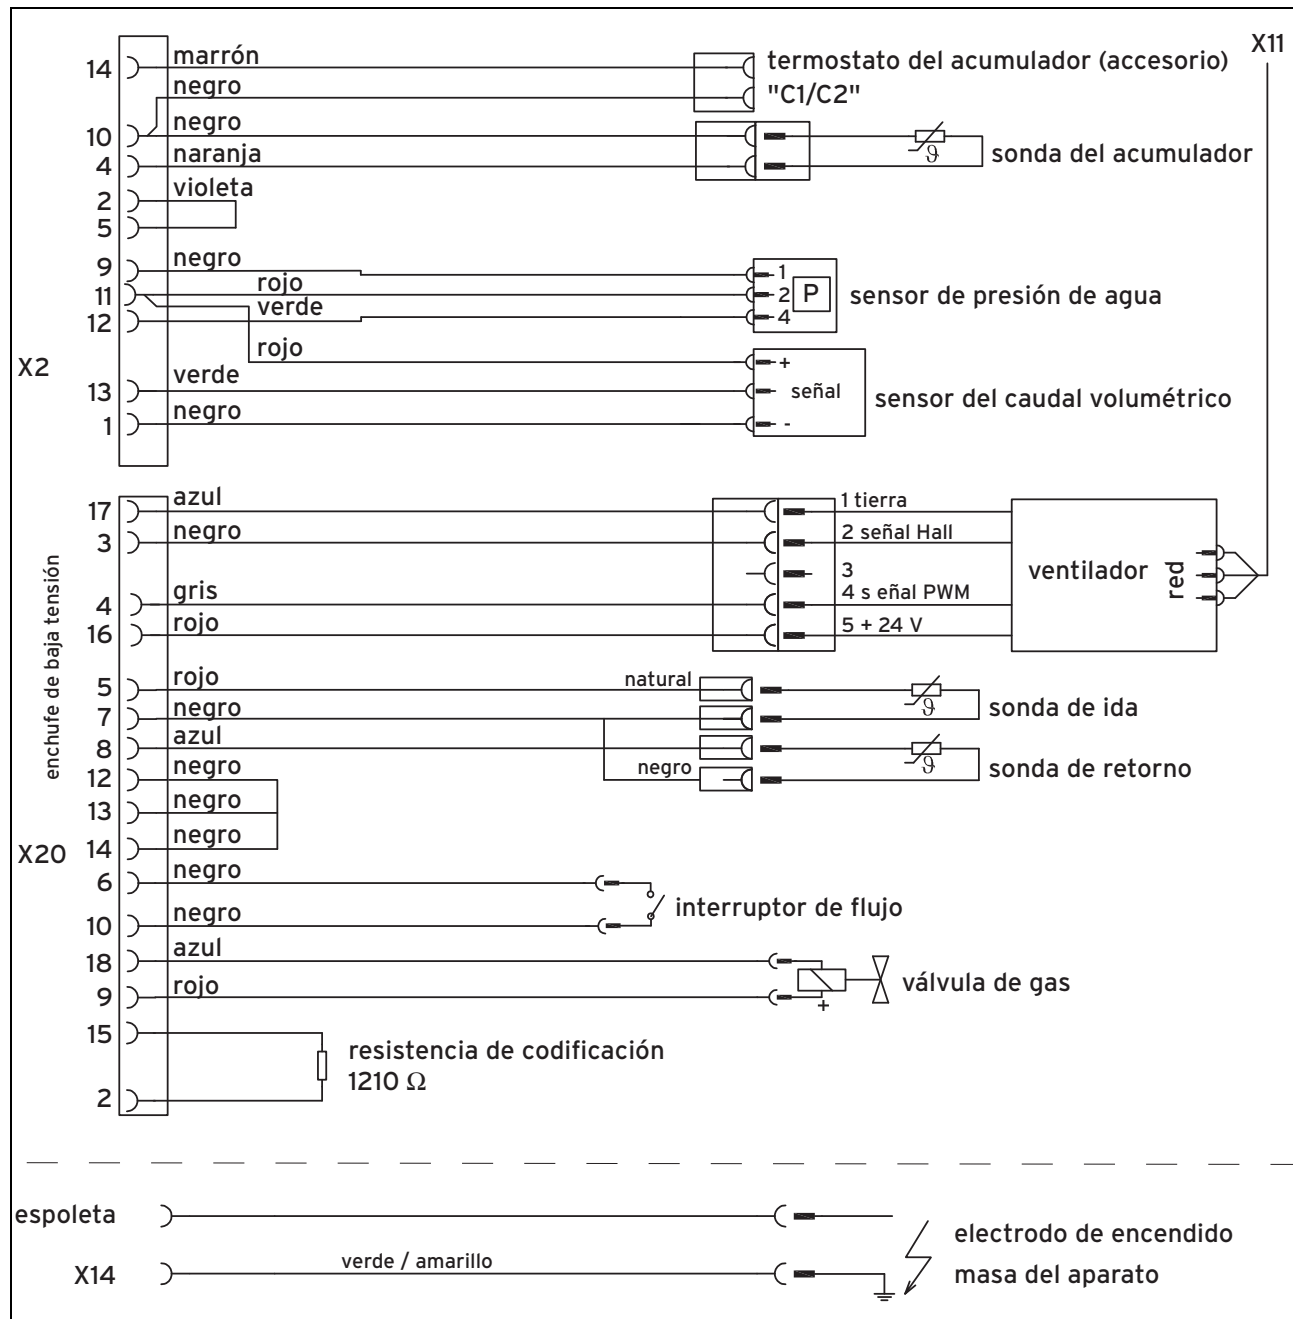 X11
14 marrón
termostato del acumulador (accesorio)
negro
"C1/C2"
10 negro
4 naranja
ϑ sonda del acumulador
2 violeta
5
9 negro
1
11 rojo
2 P sensor de presión de agua
12 verde
4
X2
rojo
+
13 verde
señal
sensor del caudal volumétrico
1 negro
-
enchufe de baja tensión
17 azul
1 tierra
3 negro
2 señal Hall
3
ventilador
red
4 gris
4 s eñal PWM
16 rojo
5 + 24 V
5 rojo
natural
ϑ sonda de ida
7 negro
8 azul
ϑ sonda de retorno
12 negro
negro
13 negro
X20
14 negro
6 negro
interruptor de flujo
10 negro
18 azul
válvula de gas
9 rojo
+
15
resistencia de codificación
1210 Ω
2
espoleta
electrodo de encendido
X14
verde / amarillo
masa del aparato